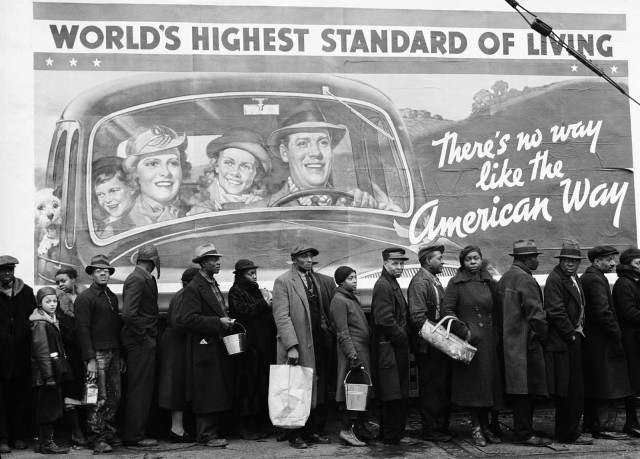 WORLD'S HIGHEST STANDARD OF LIVING
There's no way
like the
American Way